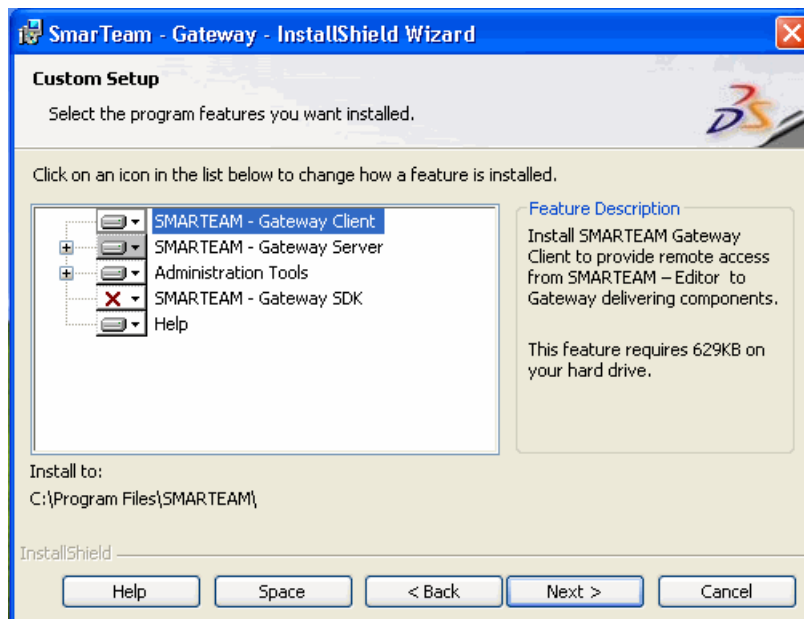 SmarTeam - Gateway - InstallShield Wizard
Custom Setup
Select the program features you want installed.
Click on an icon in the list below to change how a feature is installed.
SMARTEAM - Gateway Client
SMARTEAM - Gateway Server
Administration Tools
SMARTEAM - Gateway SDK
Help
Feature Description
Install SMARTEAM Gateway
Client to provide remote access
from SMARTEAM – Editor to
Gateway delivering components.
This feature requires 629KB on
your hard drive.
Install to:
C:\Program Files\SMARTEAM\
InstallShield
Help
Space
< Back
Next >
Cancel